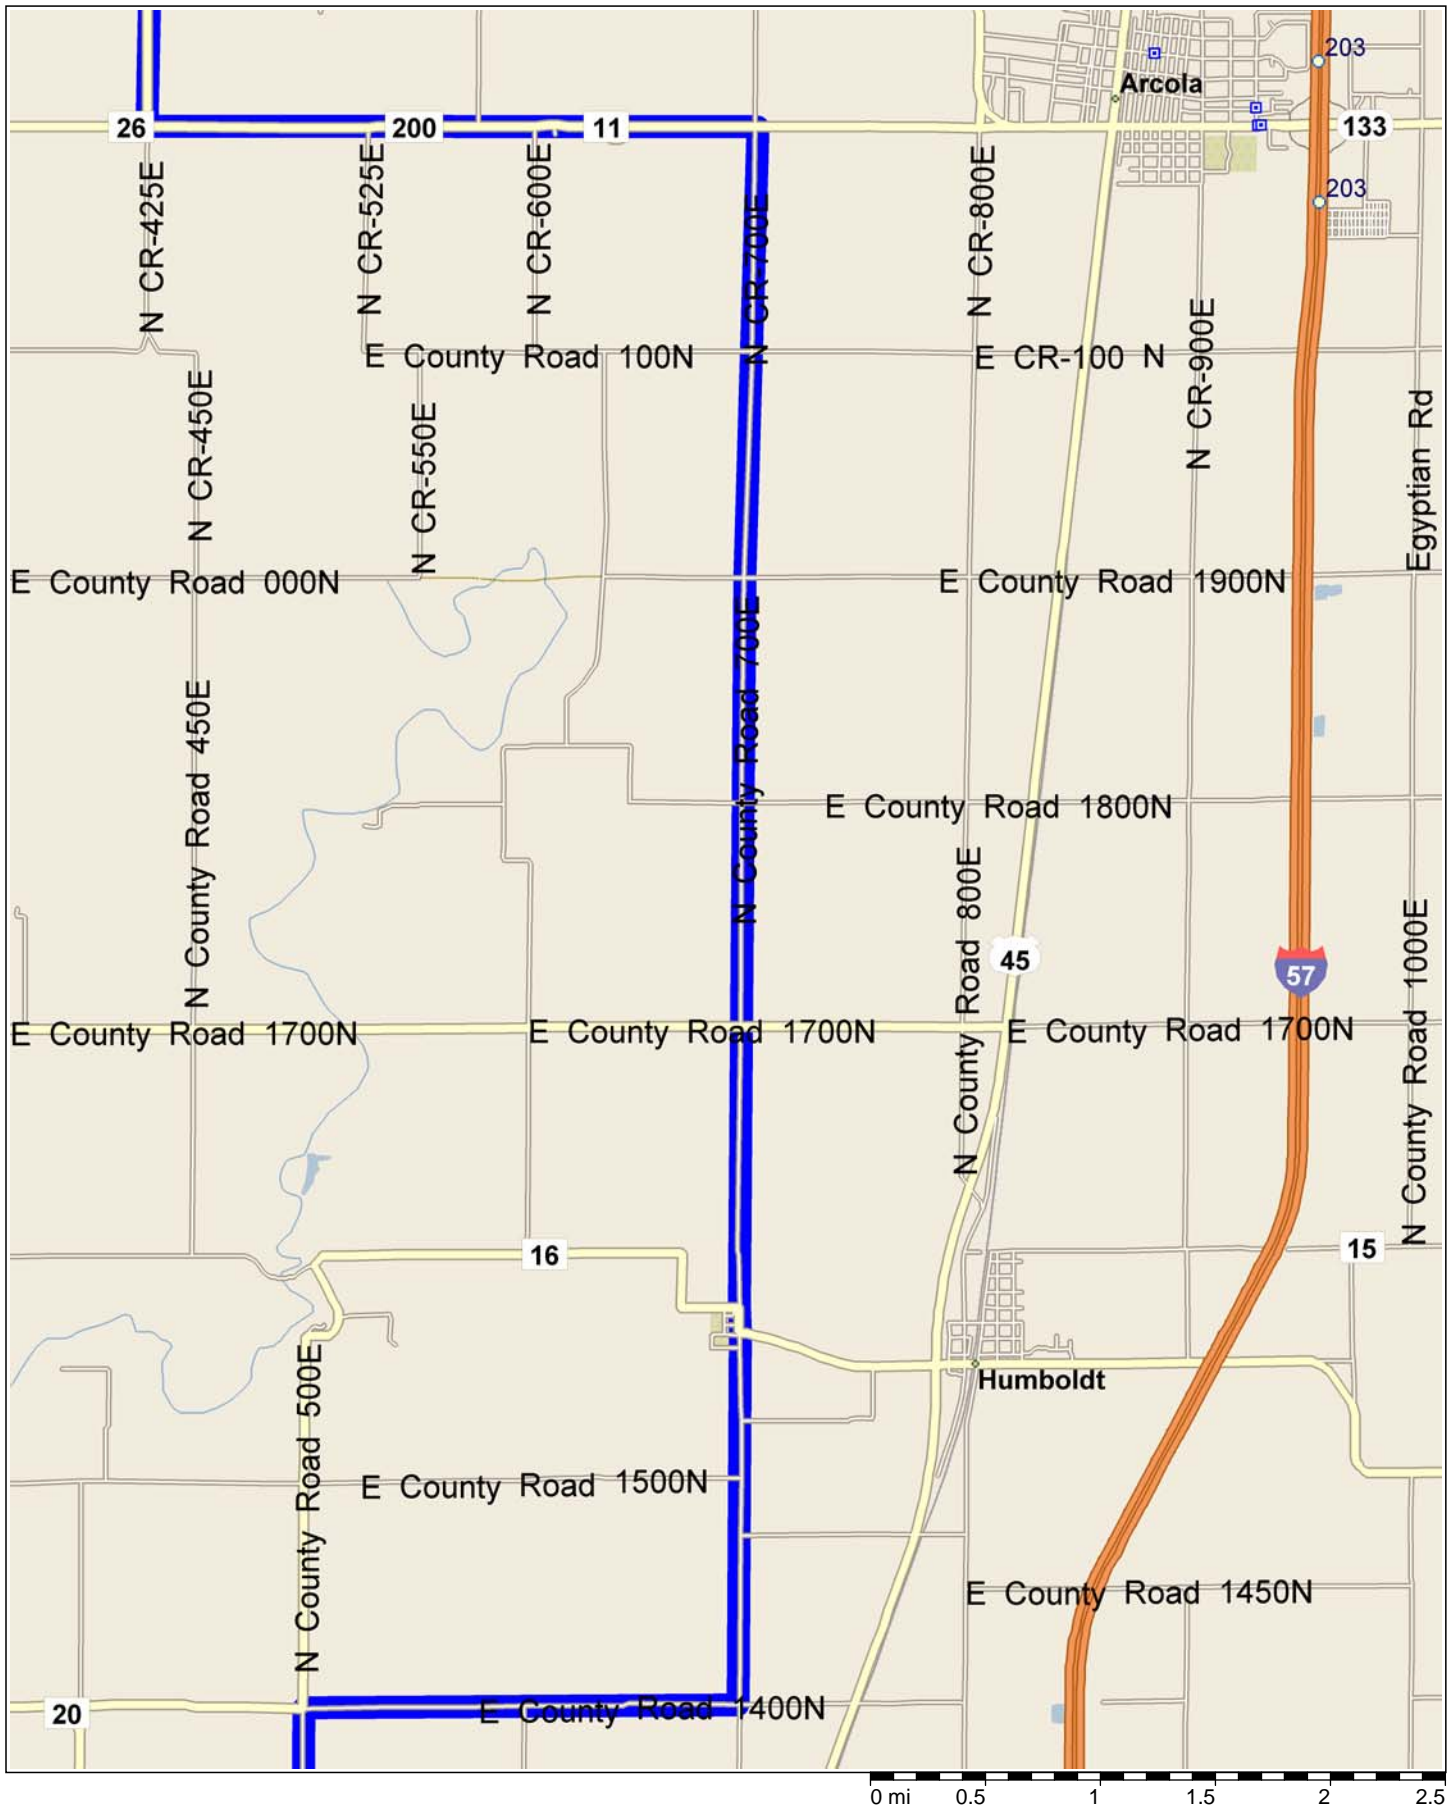 203
Arcola
26
200
11
133
203
N CR-425E
N CR-525E
N CR-600E
N CR-700E
N CR-800E
N CR-900E
E County Road 100N
E CR-100 N
N CR-450E
N CR-550E
Egyptian Rd
E County Road 000N
E County Road 1900N
N County Road 700E
N County Road 450E
E County Road 1800N
N County Road 800E
45
57
N County Road 1000E
E County Road 1700N
E County Road 1700N
E County Road 1700N
16
15
Humboldt
N County Road 500E
E County Road 1500N
E County Road 1450N
20
E County Road 1400N
0 mi 0.5 1 1.5 2 2.5